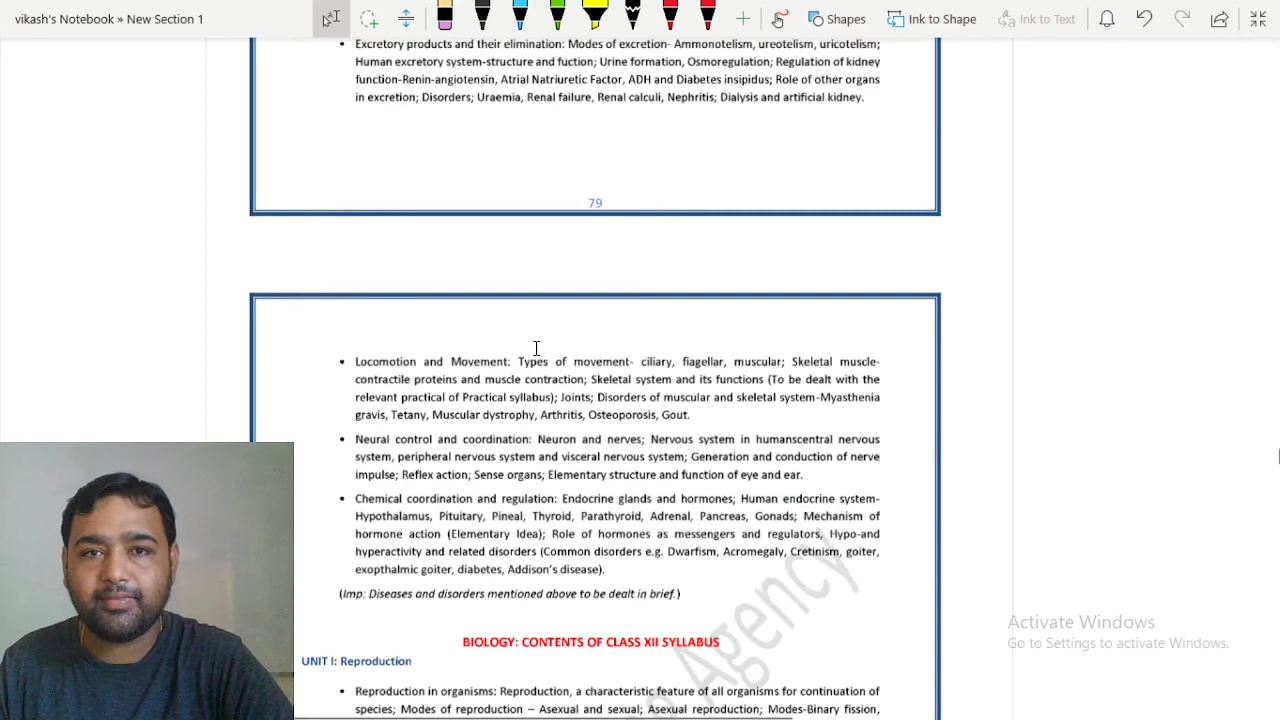 vikash's Notebook » New Section 1
Shapes
Ink to Shape
Ink to Text
• Excretory products and their elimination: Modes of excretion- Ammonotelism, ureotelism, uricotelism;
Human excretory system-structure and fuction; Urine formation, Osmoregulation; Regulation of kidney
function-Renin-angiotensin, Atrial Natriuretic Factor, ADH and Diabetes insipidus; Role of other organs
in excretion; Disorders; Uraemia, Renal failure, Renal calculi, Nephritis; Dialysis and artificial kidney.
79
• Locomotion and Movement: Types of movement- ciliary, fiagellar, muscular; Skeletal muscle-
contractile proteins and muscle contraction; Skeletal system and its functions (To be dealt with the
relevant practical of Practical syllabus); Joints; Disorders of muscular and skeletal system-Myasthenia
gravis, Tetany, Muscular dystrophy, Arthritis, Osteoporosis, Gout.
• Neural control and coordination: Neuron and nerves; Nervous system in humanscentral nervous
system, peripheral nervous system and visceral nervous system; Generation and conduction of nerve
impulse; Reflex action; Sense organs; Elementary structure and function of eye and ear.
• Chemical coordination and regulation: Endocrine glands and hormones; Human endocrine system-
Hypothalamus, Pituitary, Pineal, Thyroid, Parathyroid, Adrenal, Pancreas, Gonads; Mechanism of
hormone action (Elementary Idea); Role of hormones as messengers and regulators, Hypo-and
hyperactivity and related disorders (Common disorders e.g. Dwarfism, Acromegaly, Cretinism, goiter,
exopthalmic goiter, diabetes, Addison's disease).
(Imp: Diseases and disorders mentioned above to be dealt in brief.)
Agency
Activate Windows
Go to Settings to activate Windows.
BIOLOGY: CONTENTS OF CLASS XII SYLLABUS
UNIT I: Reproduction
• Reproduction in organisms: Reproduction, a characteristic feature of all organisms for continuation of
species; Modes of reproduction – Asexual and sexual; Asexual reproduction; Modes-Binary fission,